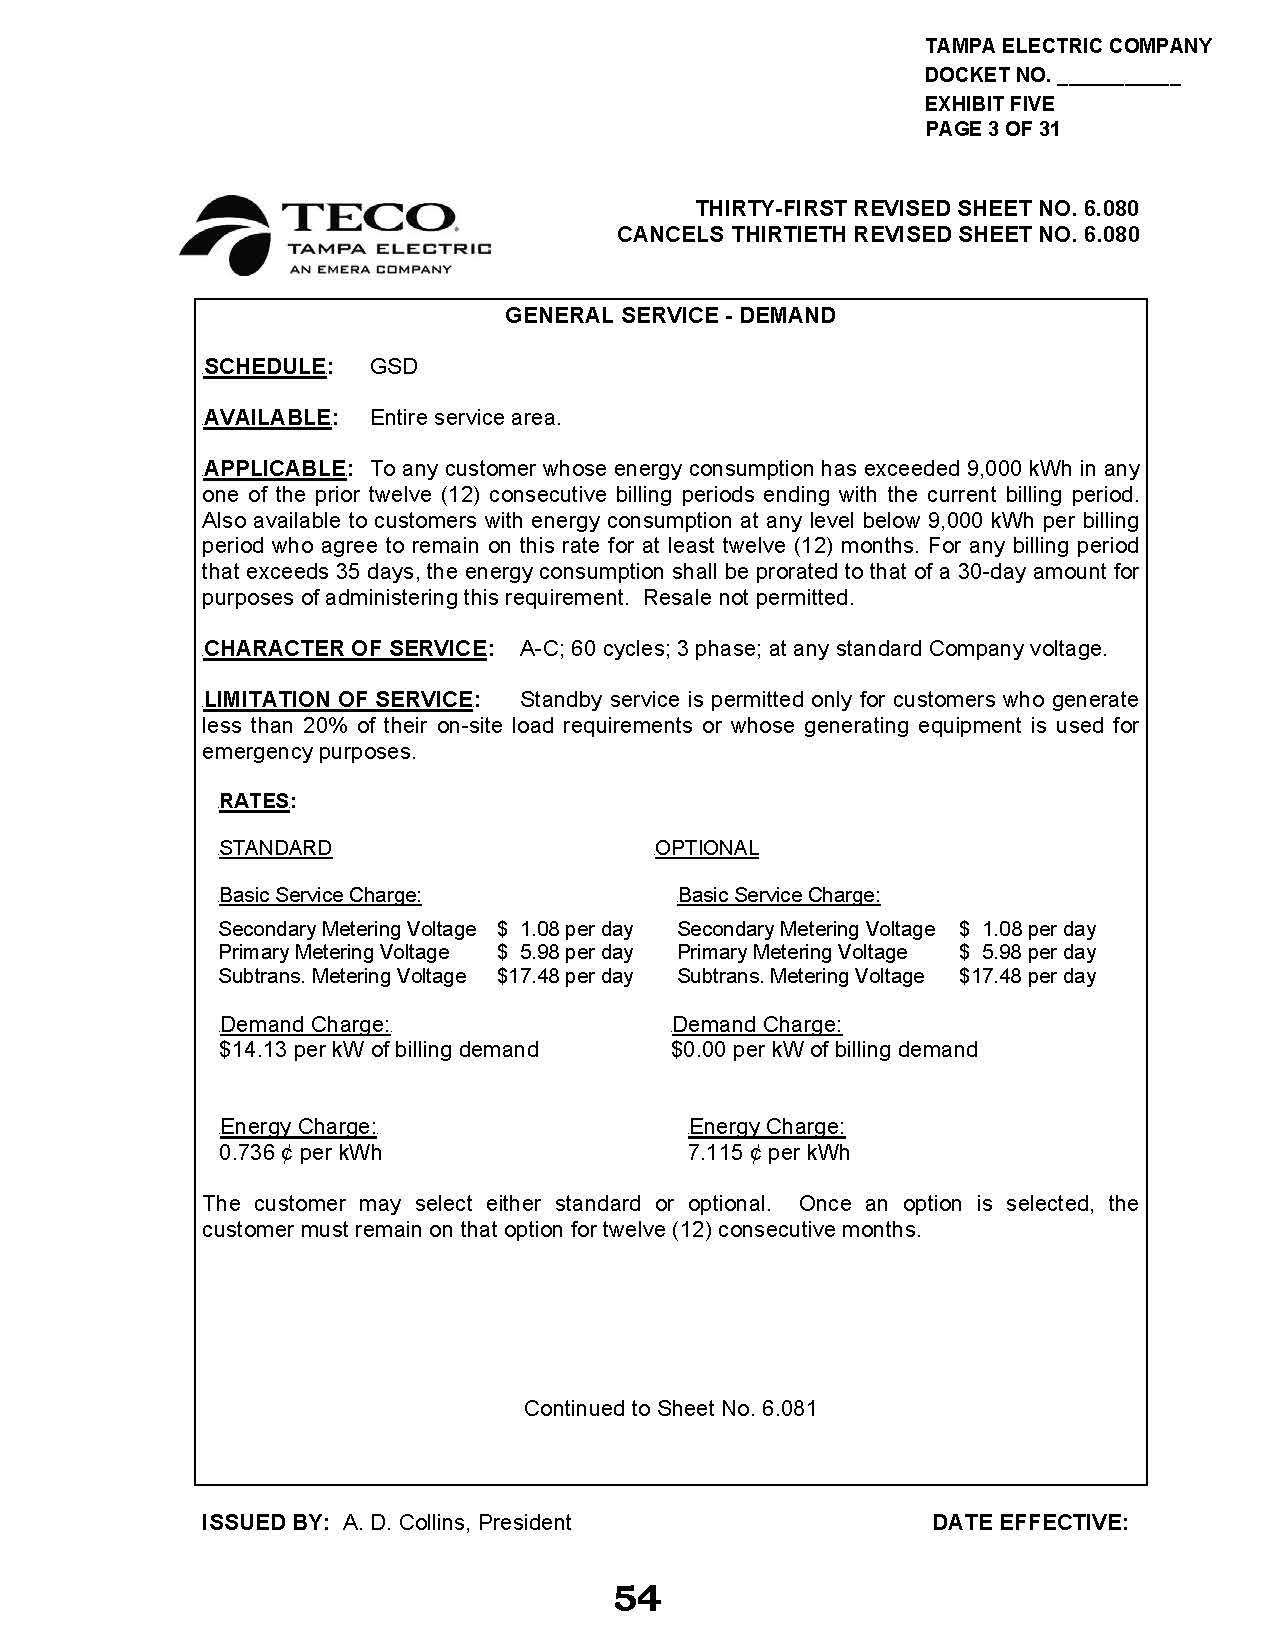 TAMPA ELECTRIC COMPANY
DOCKET NO. ___________
EXHIBIT FIVE
PAGE 3 OF 31
TECO®
TAMPA ELECTRIC
AN EMERA COMPANY
THIRTY-FIRST REVISED SHEET NO. 6.080
CANCELS THIRTIETH REVISED SHEET NO. 6.080
GENERAL SERVICE - DEMAND
SCHEDULE: GSD
AVAILABLE: Entire service area.
APPLICABLE: To any customer whose energy consumption has exceeded 9,000 kWh in any
one of the prior twelve (12) consecutive billing periods ending with the current billing period.
Also available to customers with energy consumption at any level below 9,000 kWh per billing
period who agree to remain on this rate for at least twelve (12) months. For any billing period
that exceeds 35 days, the energy consumption shall be prorated to that of a 30-day amount for
purposes of administering this requirement. Resale not permitted.
CHARACTER OF SERVICE: A-C; 60 cycles; 3 phase; at any standard Company voltage.
LIMITATION OF SERVICE: Standby service is permitted only for customers who generate
less than 20% of their on-site load requirements or whose generating equipment is used for
emergency purposes.
RATES:
STANDARD OPTIONAL
Basic Service Charge: Basic Service Charge:
Secondary Metering Voltage $ 1.08 per day Secondary Metering Voltage $ 1.08 per day
Primary Metering Voltage $ 5.98 per day Primary Metering Voltage $ 5.98 per day
Subtrans. Metering Voltage $17.48 per day Subtrans. Metering Voltage $17.48 per day
Demand Charge: Demand Charge:
$14.13 per kW of billing demand $0.00 per kW of billing demand
Energy Charge: Energy Charge:
0.736 ¢ per kWh 7.115 ¢ per kWh
The customer may select either standard or optional. Once an option is selected, the
customer must remain on that option for twelve (12) consecutive months.
Continued to Sheet No. 6.081
ISSUED BY: A. D. Collins, President DATE EFFECTIVE:
54